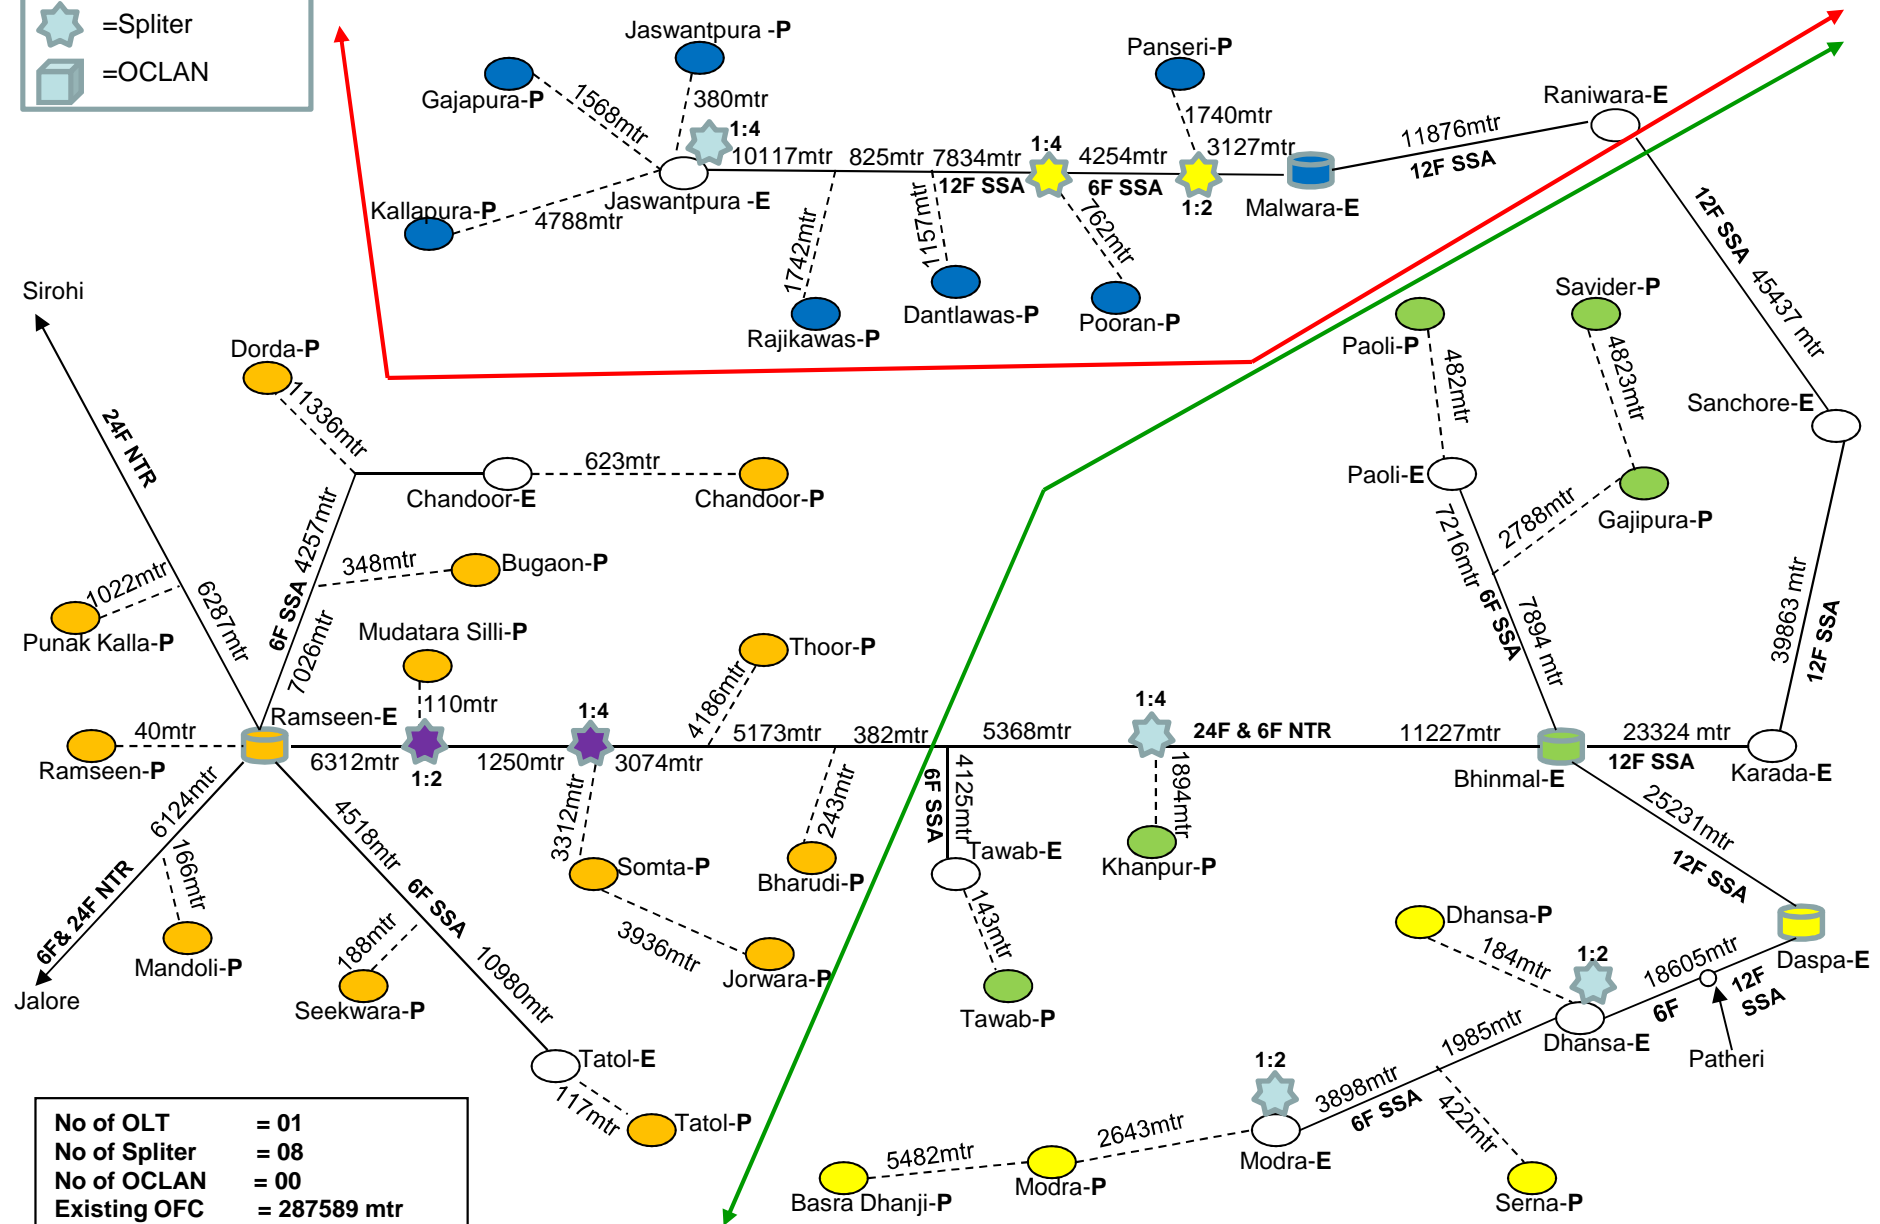 =Spliter
=OCLAN
Jaswantpura -P
Gajapura-P
1568mtr
380mtr
1:4
Kallapura-P
4788mtr
Jaswantpura -E
10117mtr
825mtr
7834mtr
12F SSA
1:4
4254mtr
6F SSA
Panseri-P
1740mtr
3127mtr
1:2
Malwara-E
11876mtr
12F SSA
Raniwara-E
1742mtr
Rajikawas-P
1157mtr
Dantlawas-P
762mtr
Pooran-P
12F SSA
45437 mtr
Sanchore-E
39863 mtr
12F SSA
Savider-P
4823mtr
Paoli-P
482mtr
Paoli-E
2788mtr
Gajipura-P
7216mtr
6F SSA
7894 mtr
Sirohi
24F NTR
Dorda-P
11336mtr
Chandoor-E
623mtr
Chandoor-P
4257mtr
6F SSA
7026mtr
348mtr
Bugaon-P
1022mtr
Punak Kalla-P
6287mtr
Mudatara Silli-P
110mtr
Ramseen-E
40mtr
Ramseen-P
6312mtr
1:2
1250mtr
1:4
3074mtr
4186mtr
Thoor-P
5173mtr
382mtr
5368mtr
1:4
24F & 6F NTR
11227mtr
Bhinmal-E
23324 mtr
12F SSA
Karada-E
6124mtr
6F& 24F NTR
Jalore
166mtr
Mandoli-P
4518mtr
6F SSA
10980mtr
188mtr
Seekwara-P
Tatol-E
117mtr
Tatol-P
3312mtr
Somta-P
3936mtr
Jorwara-P
243mtr
Bharudi-P
6F SSA
4125mtr
Tawab-E
143mtr
Tawab-P
1894mtr
Khanpur-P
25231mtr
12F SSA
Daspa-E
Dhansa-P
184mtr
1:2
18605mtr
12F
SSA
6F
Patheri
Dhansa-E
1985mtr
3898mtr
6F SSA
422mtr
Serna-P
1:2
Modra-E
2643mtr
Modra-P
5482mtr
Basra Dhanji-P
No of OLT = 01
No of Spliter = 08
No of OCLAN = 00
Existing OFC = 287589 mtr